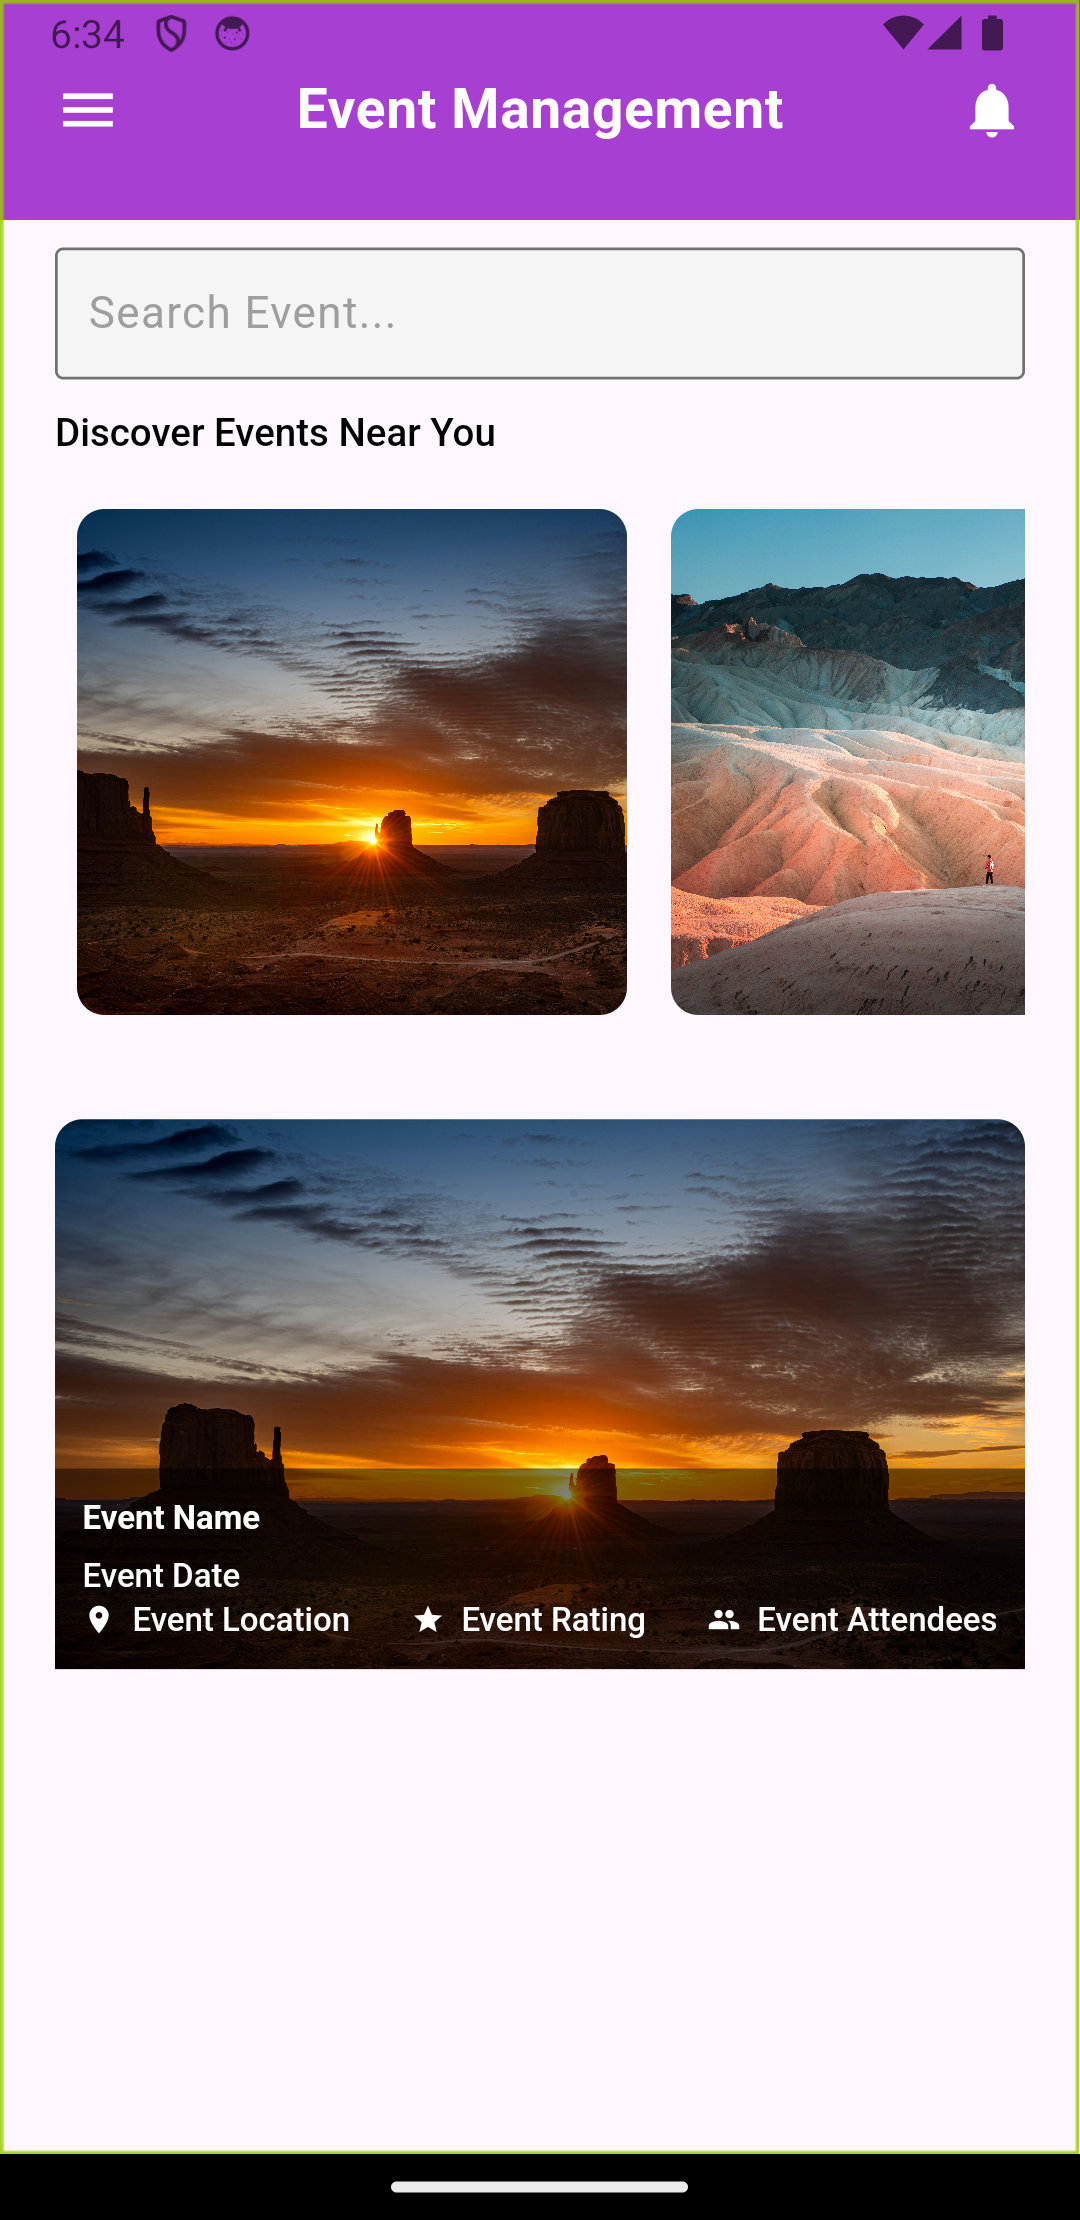 6:34
Event Management
Search Event...
Discover Events Near You
Event Name
Event Date
Event Location Event Rating Event Attendees